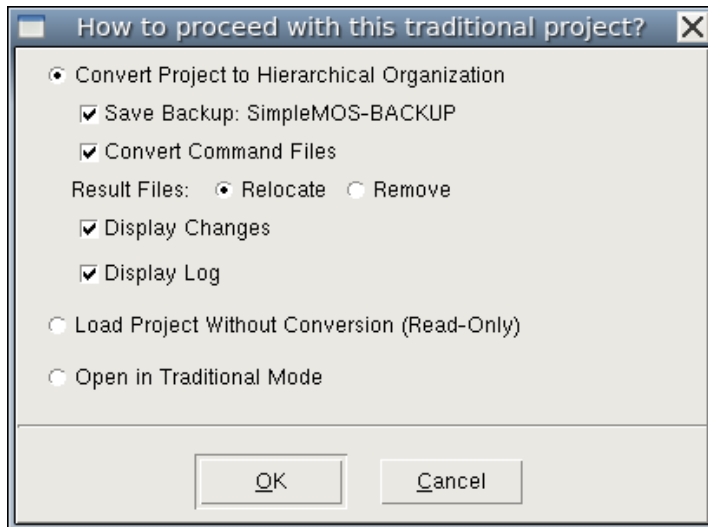 How to proceed with this traditional project?
Convert Project to Hierarchical Organization
Save Backup: SimpleMOS-BACKUP
Convert Command Files
Result Files: Relocate Remove
Display Changes
Display Log
Load Project Without Conversion (Read-Only)
Open in Traditional Mode
OK Cancel